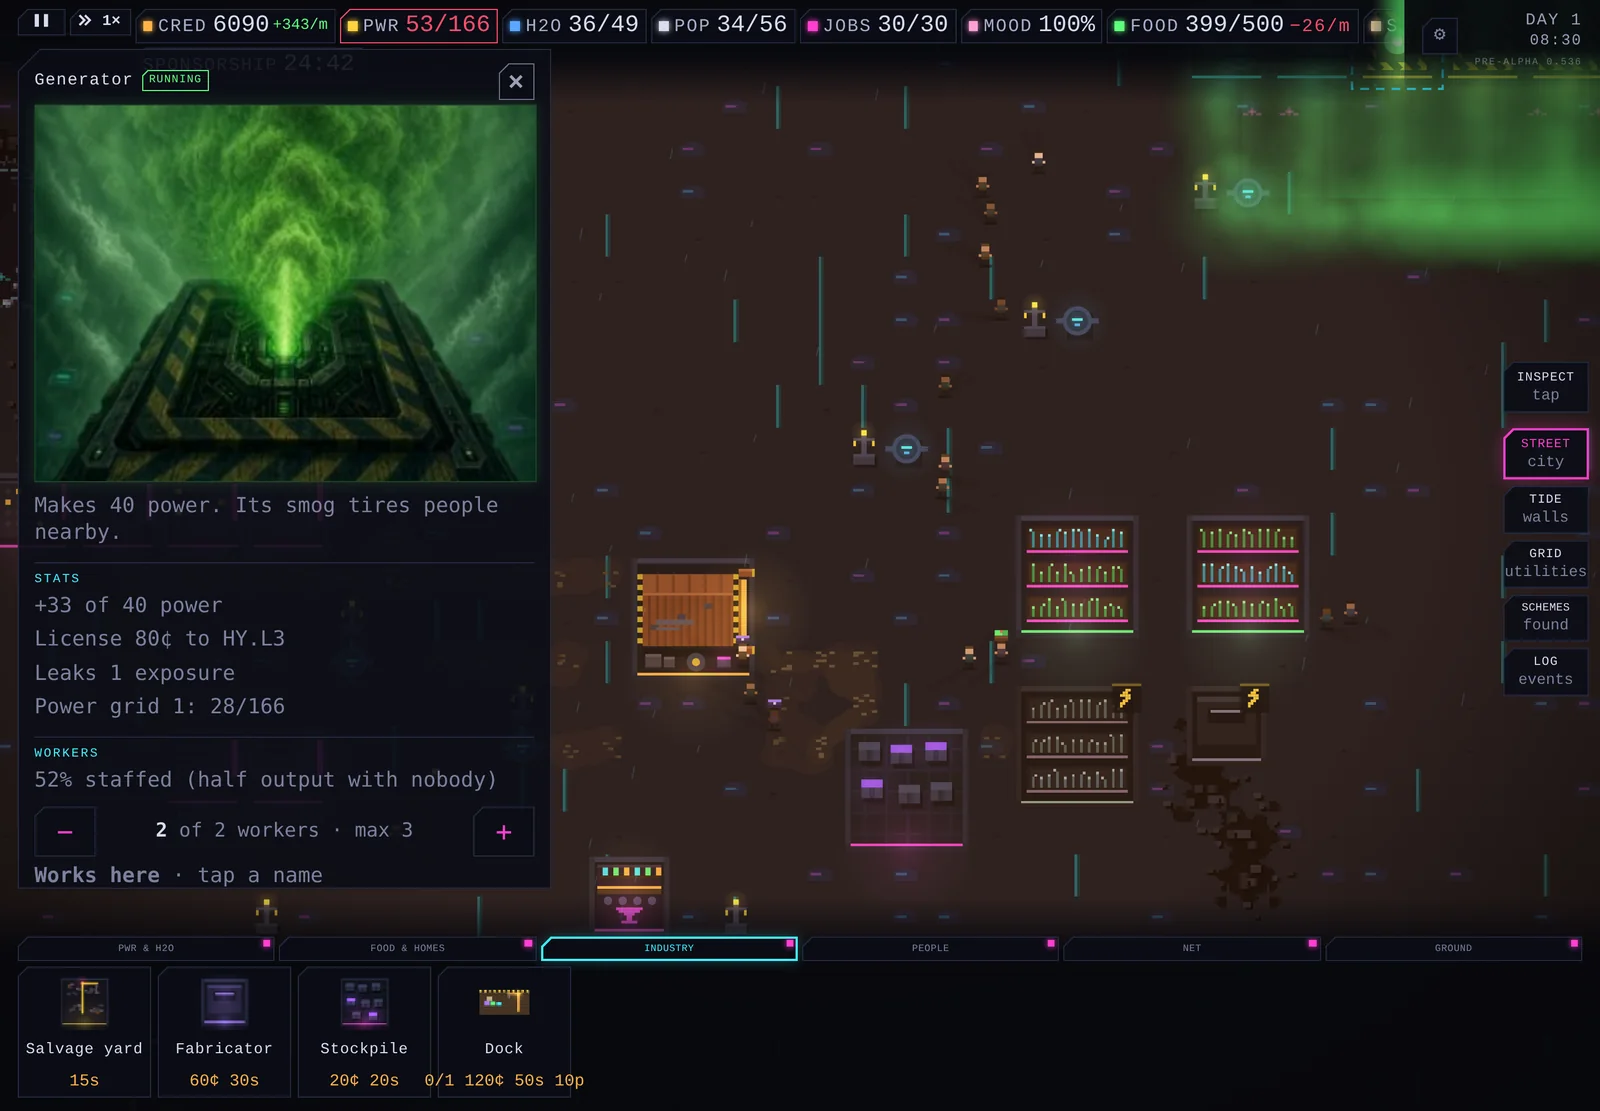 » 1×
CRED 6090 +343/m
PWR 53/166
H2O 36/49
POP 34/56
JOBS 30/30
MOOD 100%
FOOD 399/500 −26/m
S
DAY 1
08:30
PRE-ALPHA 0.536
SPONSORSHIP 24:42
Generator RUNNING
Makes 40 power. Its smog tires people
nearby.
STATS
+33 of 40 power
License 80¢ to HY.L3
Leaks 1 exposure
Power grid 1: 28/166
WORKERS
52% staffed (half output with nobody)
− 2 of 2 workers · max 3 +
Works here · tap a name
INSPECT
tap
STREET
city
TIDE
walls
GRID
utilities
SCHEMES
found
LOG
events
PWR & H2O
FOOD & HOMES
INDUSTRY
PEOPLE
NET
GROUND
Salvage yard
15s
Fabricator
60¢ 30s
Stockpile
20¢ 20s
Dock
0/1 120¢ 50s 10p